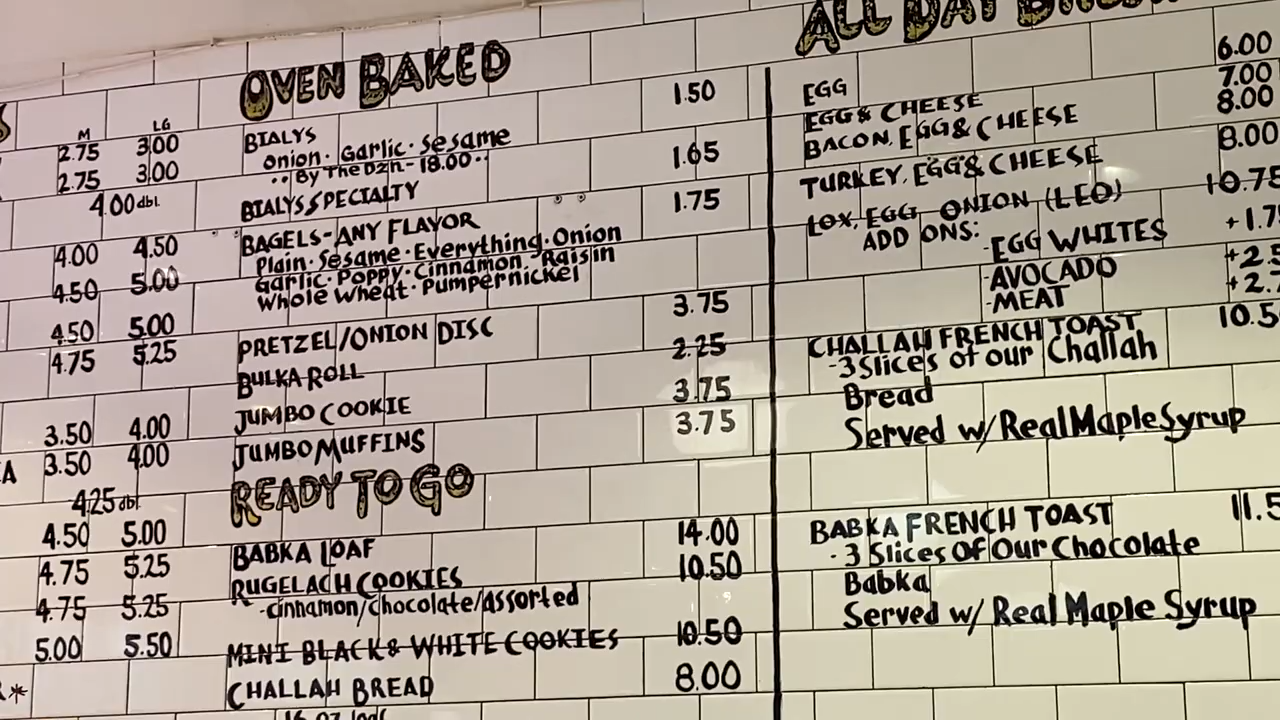 M LG
2.75 3.00
2.75 3.00
4.00 dbl
4.00 4.50
4.50 5.00
4.50 5.00
4.75 5.25
3.50 4.00
A 3.50 4.00
4.25 dbl
4.50 5.00
4.75 5.25
4.75 5.25
5.00 5.50
OVEN BAKED
BIALYS 1.50
Onion · Garlic · Sesame
·· By The Dzn - 18.00 ··
BIALYS SPECIALTY 1.65
BAGELS - ANY FLAVOR 1.75
Plain · Sesame · Everything · Onion
Garlic · Poppy · Cinnamon · Raisin
Whole Wheat · Pumpernickel
PRETZEL/ONION DISC 3.75
BULKA ROLL 2.25
JUMBO COOKIE 3.75
JUMBO MUFFINS 3.75
READY TO GO
BABKA LOAF 14.00
RUGELACH COOKIES 10.50
- cinnamon/chocolate/assorted
MINI BLACK & WHITE COOKIES 10.50
CHALLAH BREAD 8.00
ALL DAY
EGG 6.00
EGG & CHEESE 7.00
BACON, EGG & CHEESE 8.00
TURKEY, EGG & CHEESE 8.00
LOX, EGG, ONION (LEO) 10.75
ADD ONS:
- EGG WHITES
- AVOCADO
- MEAT
CHALLAH FRENCH TOAST
- 3 Slices of our Challah
Bread
Served w/ Real Maple Syrup
BABKA FRENCH TOAST
· 3 Slices Of Our Chocolate
Babka
Served w/ Real Maple Syrup